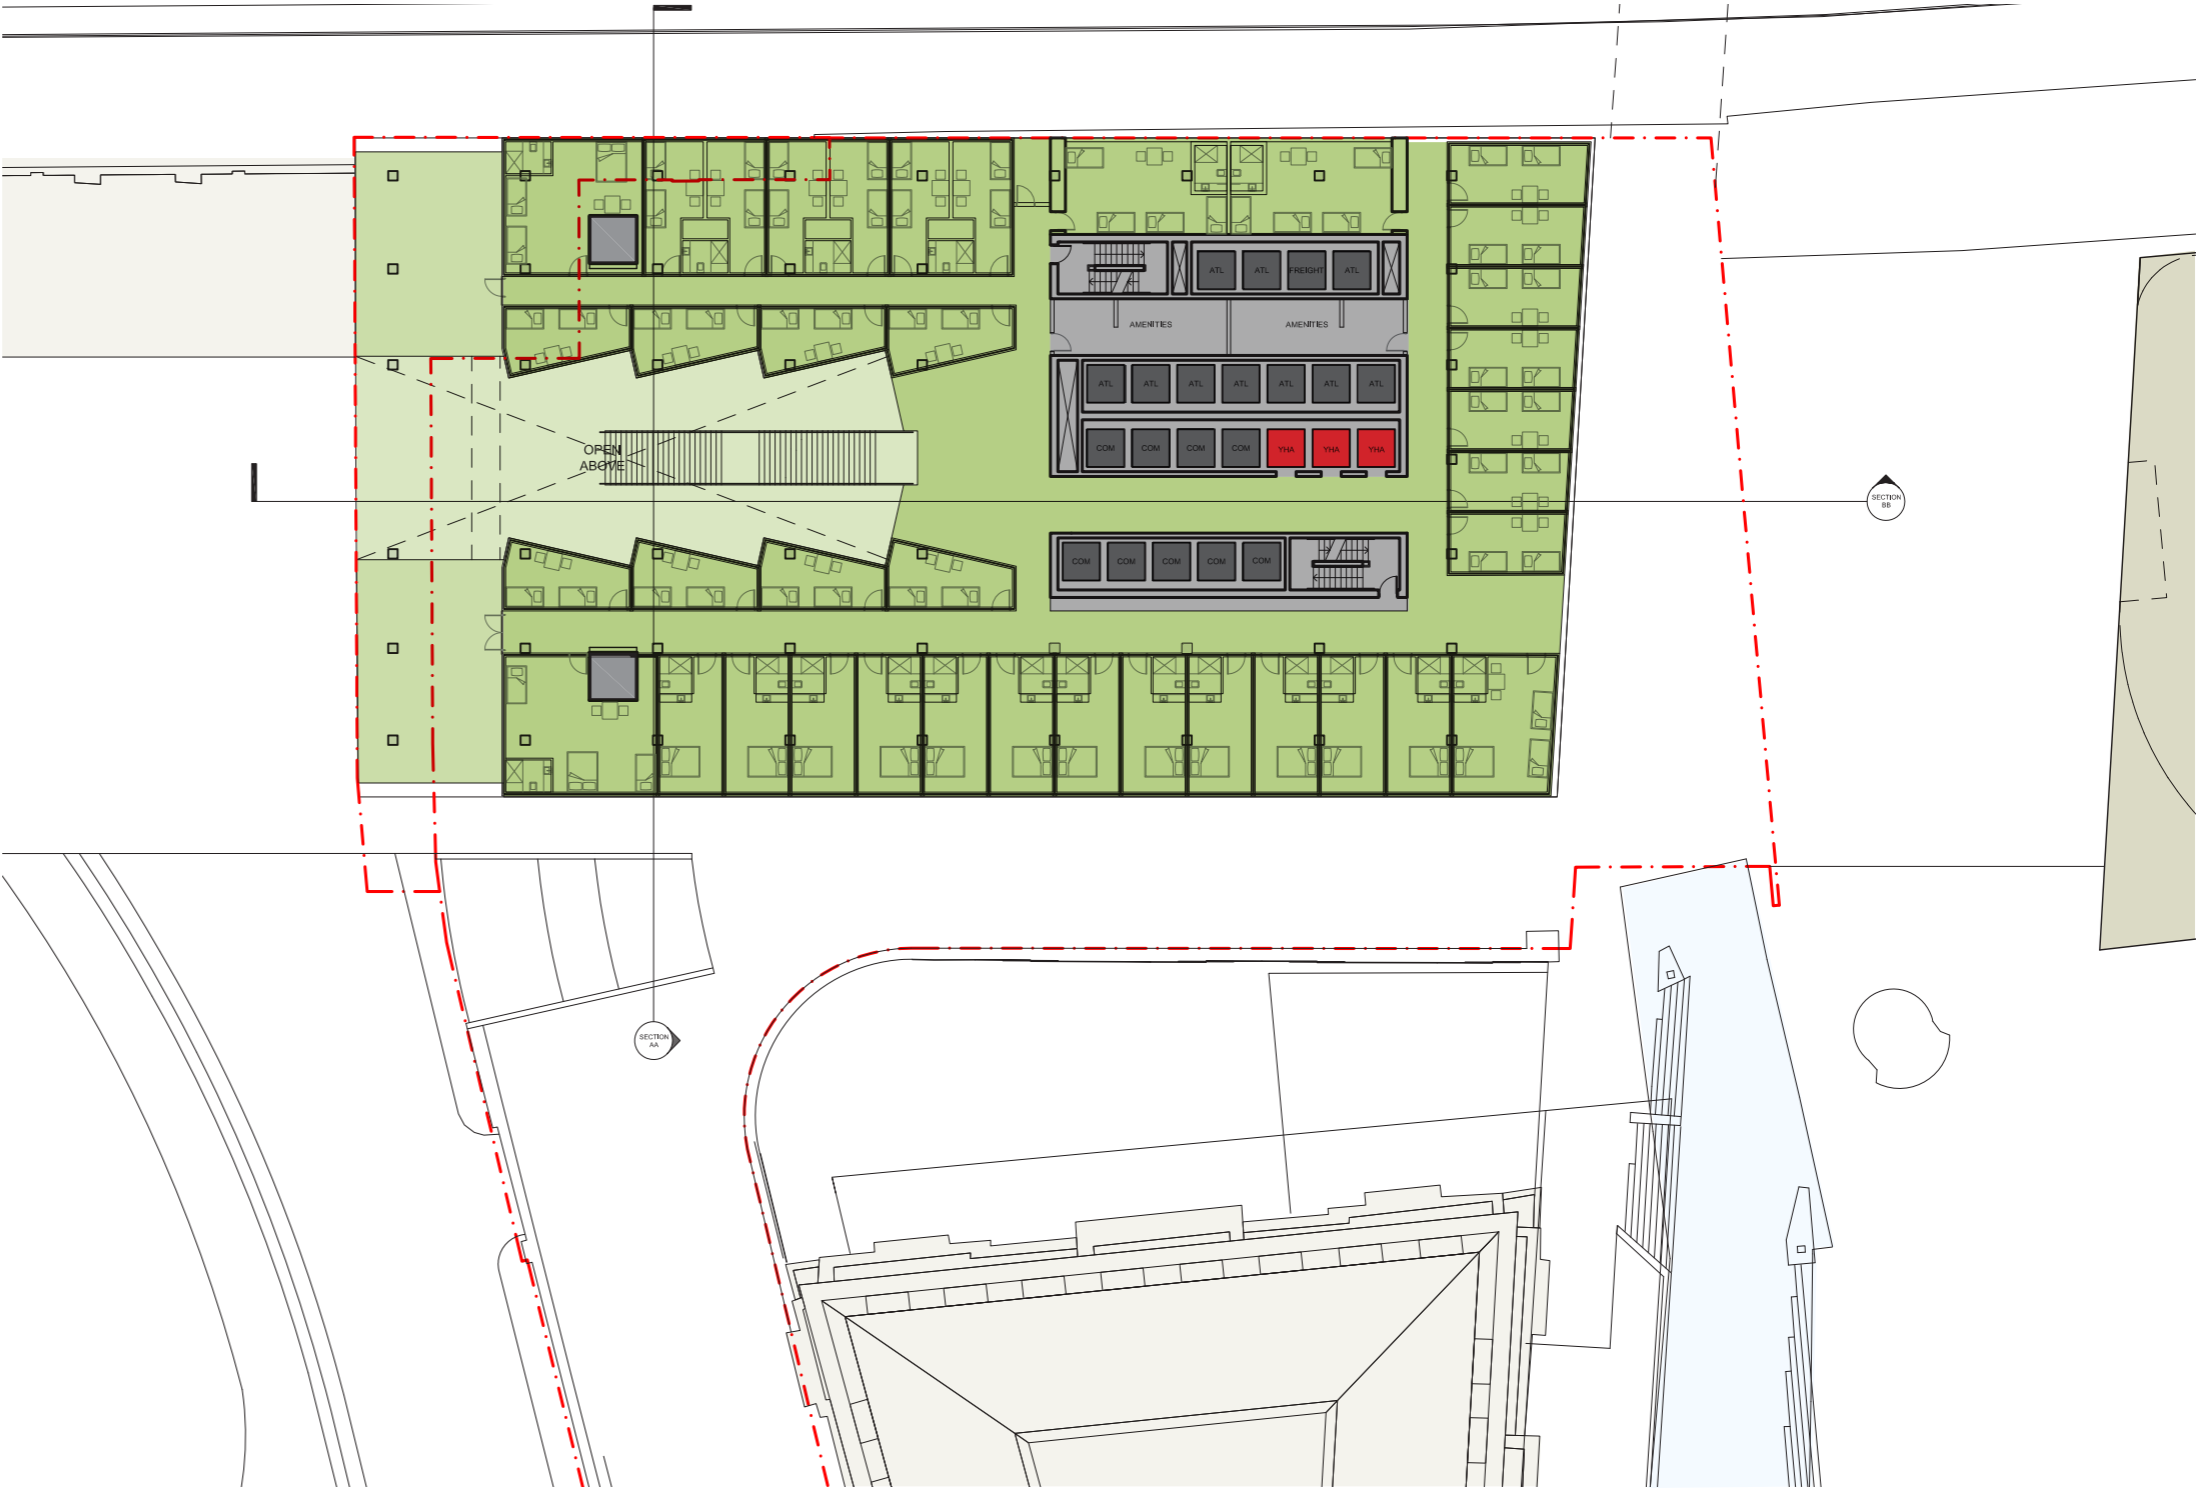 ATL
ATL
FREIGHT
ATL
AMENITIES
AMENITIES
ATL
ATL
ATL
ATL
ATL
ATL
ATL
COM
COM
COM
COM
YHA
YHA
YHA
OPEN
ABOVE
SECTION
BB
COM
COM
COM
COM
COM
SECTION
AA